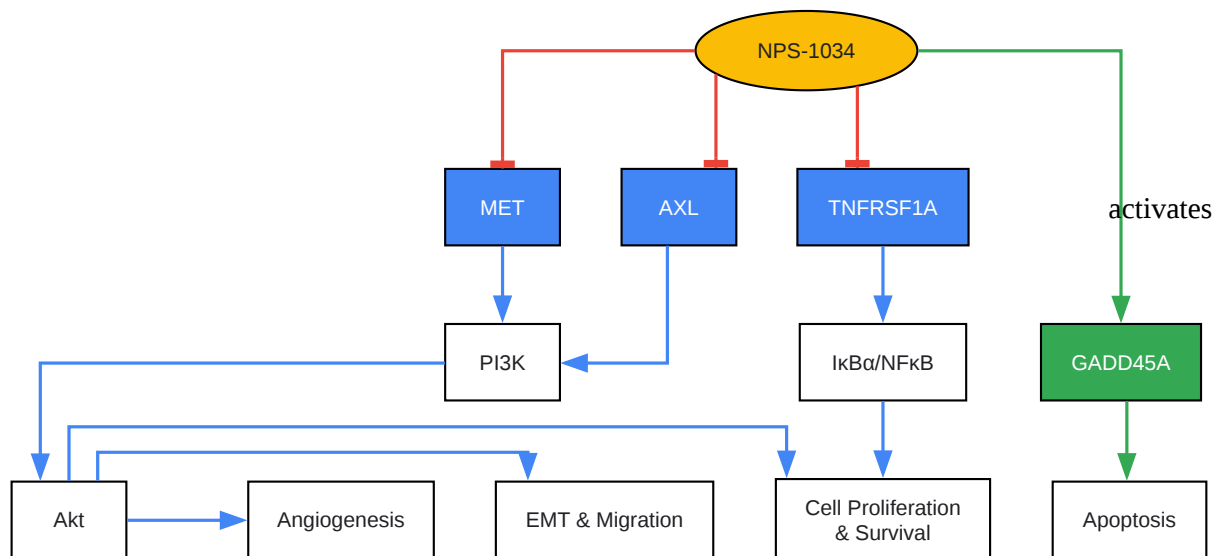 NPS-1034
MET
AXL
TNFRSF1A
activates
PI3K
IκBα/NFκB
GADD45A
Akt
Angiogenesis
EMT & Migration
Cell Proliferation
& Survival
Apoptosis